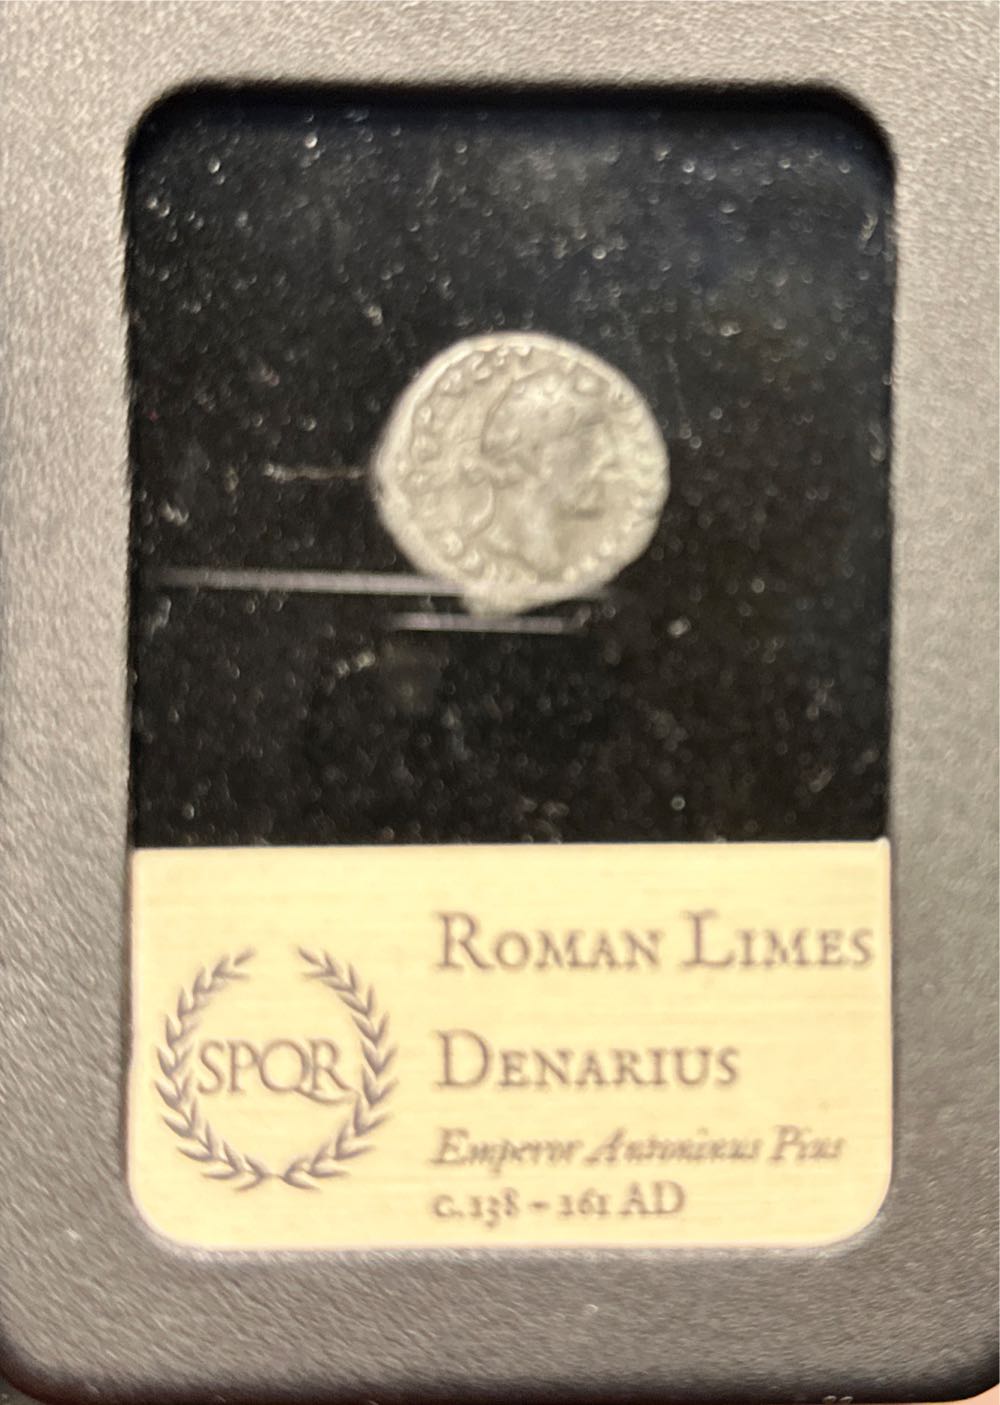 SPQR
ROMAN LIMES
DENARIUS
Emperor Antoninus Pius
c.138 – 161 AD